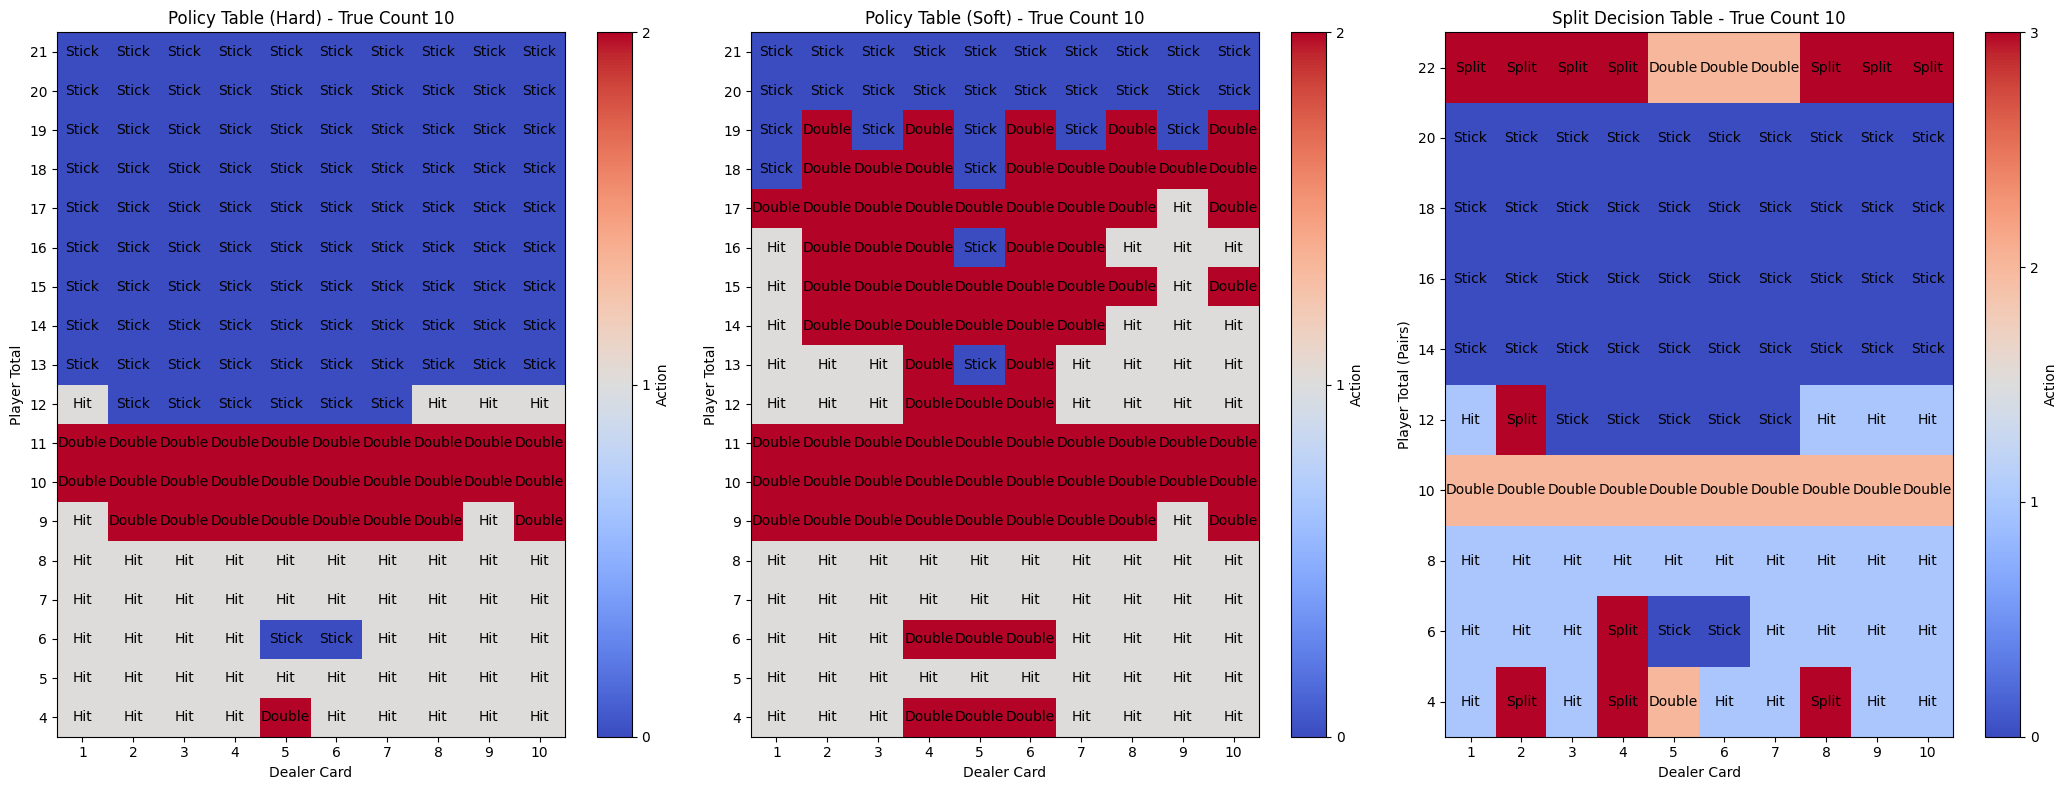 Policy Table (Hard) - True Count 10
21 Stick Stick Stick Stick Stick Stick Stick Stick Stick Stick
20 Stick Stick Stick Stick Stick Stick Stick Stick Stick Stick
19 Stick Stick Stick Stick Stick Stick Stick Stick Stick Stick
18 Stick Stick Stick Stick Stick Stick Stick Stick Stick Stick
17 Stick Stick Stick Stick Stick Stick Stick Stick Stick Stick
16 Stick Stick Stick Stick Stick Stick Stick Stick Stick Stick
15 Stick Stick Stick Stick Stick Stick Stick Stick Stick Stick
14 Stick Stick Stick Stick Stick Stick Stick Stick Stick Stick
13 Stick Stick Stick Stick Stick Stick Stick Stick Stick Stick
12 Hit Stick Stick Stick Stick Stick Stick Hit Hit Hit
11 Double Double Double Double Double Double Double Double Double Double
10 Double Double Double Double Double Double Double Double Double Double
9 Hit Double Double Double Double Double Double Double Hit Double
8 Hit Hit Hit Hit Hit Hit Hit Hit Hit Hit
7 Hit Hit Hit Hit Hit Hit Hit Hit Hit Hit
6 Hit Hit Hit Hit Stick Stick Hit Hit Hit Hit
5 Hit Hit Hit Hit Hit Hit Hit Hit Hit Hit
4 Hit Hit Hit Hit Double Hit Hit Hit Hit Hit
1 2 3 4 5 6 7 8 9 10
Dealer Card
Player Total
2
1
0
Action
Policy Table (Soft) - True Count 10
Stick Stick Stick Stick Stick Stick Stick Stick Stick Stick
Stick Stick Stick Stick Stick Stick Stick Stick Stick Stick
Stick Double Stick Double Stick Double Stick Double Stick Double
Stick Double Double Double Stick Double Double Double Double Double
Double Double Double Double Double Double Double Double Hit Double
Hit Double Double Double Stick Double Double Hit Hit Hit
Hit Double Double Double Double Double Double Double Hit Double
Hit Double Double Double Double Double Double Hit Hit Hit
Hit Hit Hit Double Stick Double Hit Hit Hit Hit
Hit Hit Hit Double Double Double Hit Hit Hit Hit
Double Double Double Double Double Double Double Double Double Double
Double Double Double Double Double Double Double Double Double Double
Double Double Double Double Double Double Double Double Hit Double
Hit Hit Hit Hit Hit Hit Hit Hit Hit Hit
Hit Hit Hit Hit Hit Hit Hit Hit Hit Hit
Hit Hit Hit Double Double Double Hit Hit Hit Hit
Hit Hit Hit Hit Hit Hit Hit Hit Hit Hit
Hit Hit Hit Double Double Double Hit Hit Hit Hit
21
20
19
18
17
16
15
14
13
12
11
10
9
8
7
6
5
4
1 2 3 4 5 6 7 8 9 10
Dealer Card
Player Total
2
1
0
Action
Split Decision Table - True Count 10
22 Split Split Split Split Double Double Double Split Split Split
20 Stick Stick Stick Stick Stick Stick Stick Stick Stick Stick
18 Stick Stick Stick Stick Stick Stick Stick Stick Stick Stick
16 Stick Stick Stick Stick Stick Stick Stick Stick Stick Stick
14 Stick Stick Stick Stick Stick Stick Stick Stick Stick Stick
12 Hit Split Stick Stick Stick Stick Stick Hit Hit Hit
10 Double Double Double Double Double Double Double Double Double Double
8 Hit Hit Hit Hit Hit Hit Hit Hit Hit Hit
6 Hit Hit Hit Split Stick Stick Hit Hit Hit Hit
4 Hit Split Hit Split Double Hit Hit Split Hit Hit
1 2 3 4 5 6 7 8 9 10
Dealer Card
Player Total (Pairs)
3
2
1
0
Action